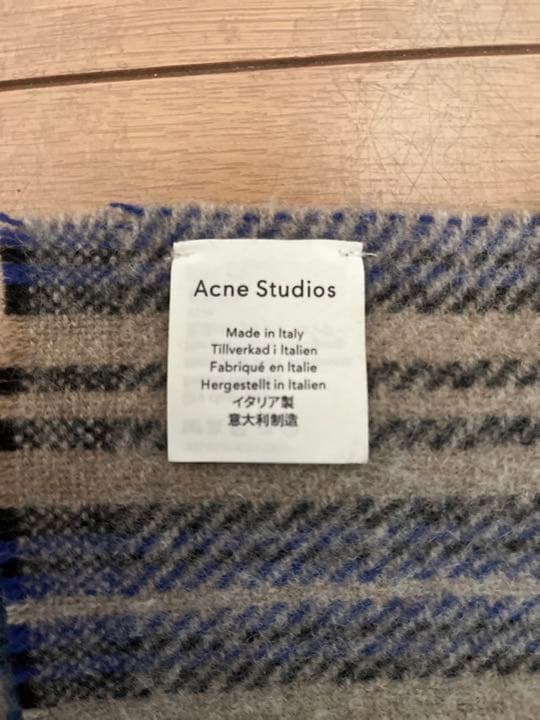 Acne Studios
Made in Italy
Tillverkad i Italien
Fabriqué en Italie
Hergestellt in Italien
イタリア製
意大利制造